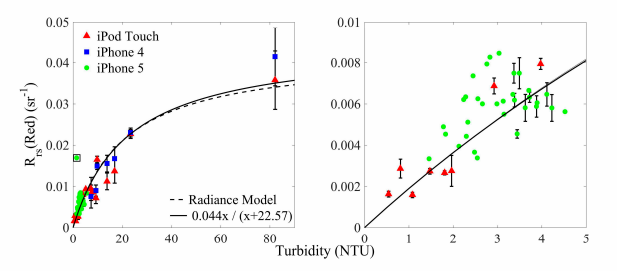 0.05
0.04
0.03
0.02
0.01
0
0 20 40 60 80
R_rs(Red) (sr^-1)
iPod Touch
iPhone 4
iPhone 5
Radiance Model
0.044x / (x+22.57)
0.01
0.008
0.006
0.004
0.002
0
0 1 2 3 4 5
Turbidity (NTU)